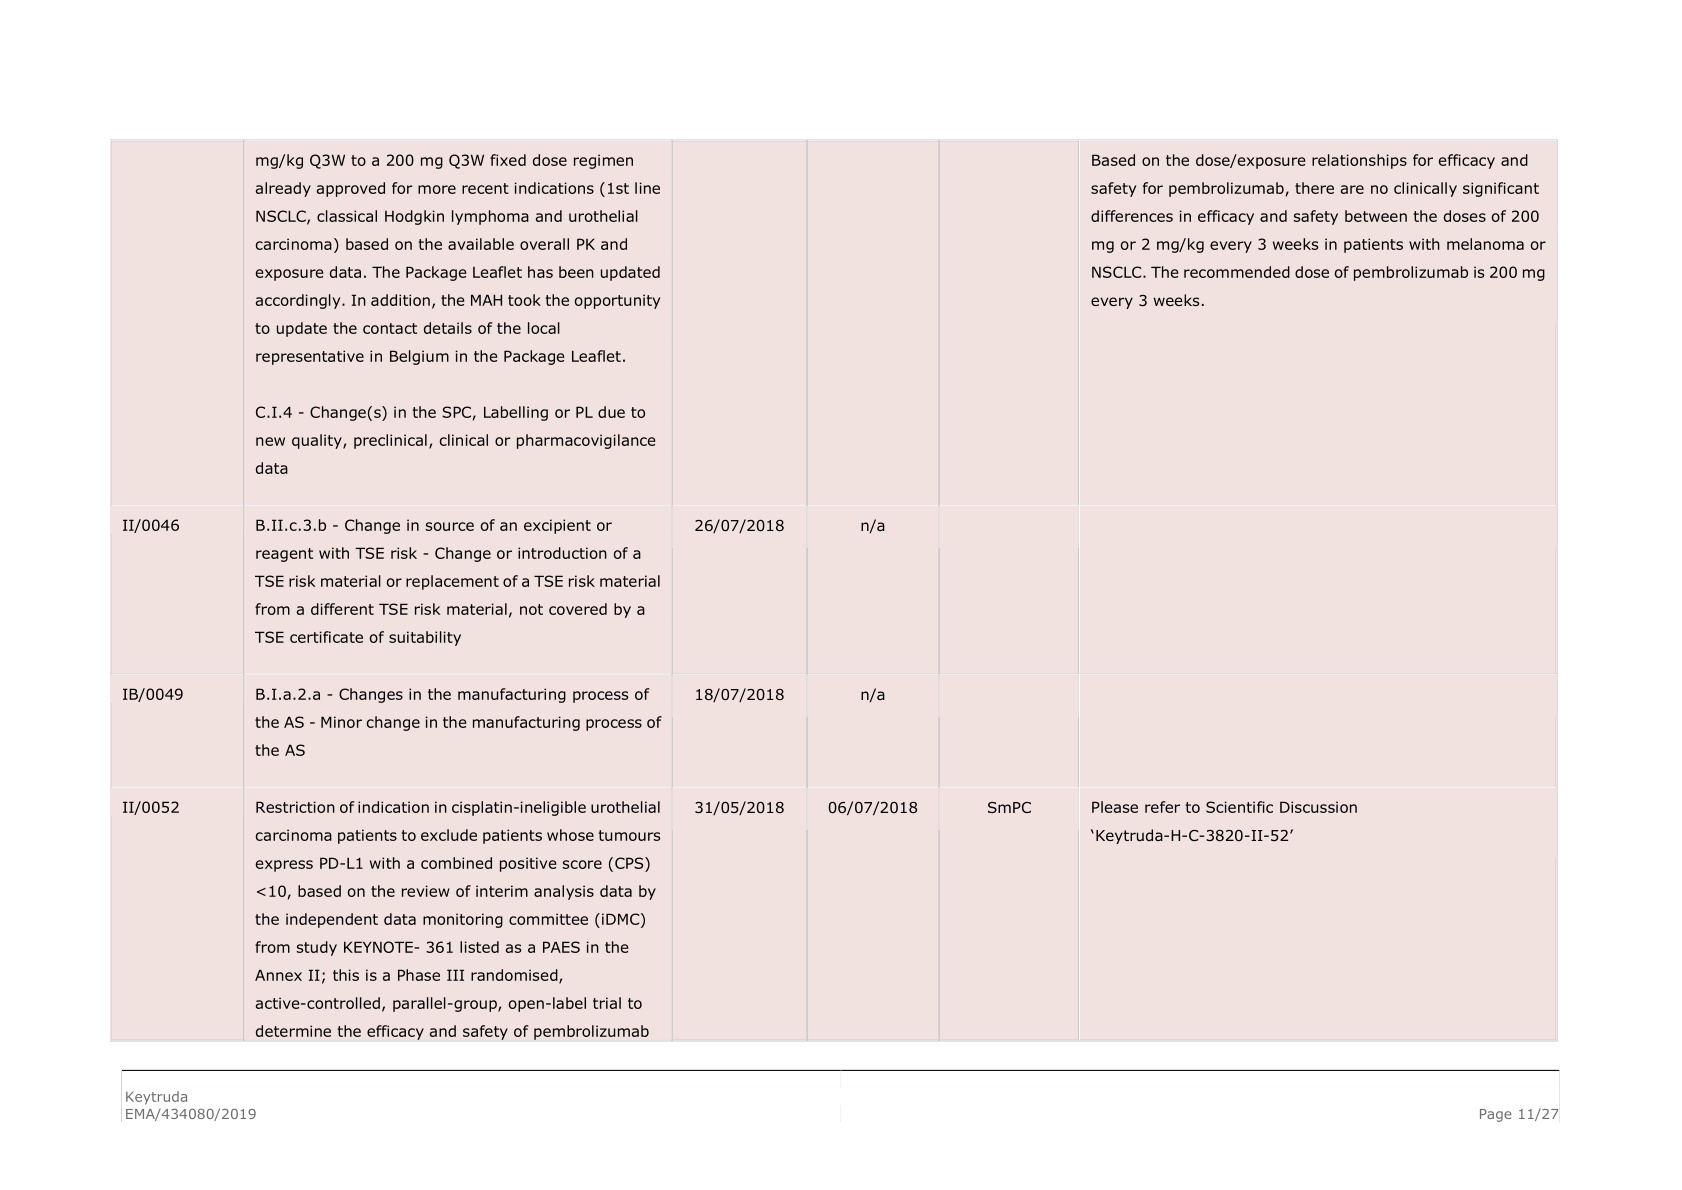 mg/kg Q3W to a 200 mg Q3W fixed dose regimen
already approved for more recent indications (1st line
NSCLC, classical Hodgkin lymphoma and urothelial
carcinoma) based on the available overall PK and
exposure data. The Package Leaflet has been updated
accordingly. In addition, the MAH took the opportunity
to update the contact details of the local
representative in Belgium in the Package Leaflet.
C.I.4 - Change(s) in the SPC, Labelling or PL due to
new quality, preclinical, clinical or pharmacovigilance
data
Based on the dose/exposure relationships for efficacy and
safety for pembrolizumab, there are no clinically significant
differences in efficacy and safety between the doses of 200
mg or 2 mg/kg every 3 weeks in patients with melanoma or
NSCLC. The recommended dose of pembrolizumab is 200 mg
every 3 weeks.
II/0046
B.II.c.3.b - Change in source of an excipient or
reagent with TSE risk - Change or introduction of a
TSE risk material or replacement of a TSE risk material
from a different TSE risk material, not covered by a
TSE certificate of suitability
26/07/2018
n/a
IB/0049
B.I.a.2.a - Changes in the manufacturing process of
the AS - Minor change in the manufacturing process of
the AS
18/07/2018
n/a
II/0052
Restriction of indication in cisplatin-ineligible urothelial
carcinoma patients to exclude patients whose tumours
express PD-L1 with a combined positive score (CPS)
<10, based on the review of interim analysis data by
the independent data monitoring committee (iDMC)
from study KEYNOTE- 361 listed as a PAES in the
Annex II; this is a Phase III randomised,
active-controlled, parallel-group, open-label trial to
determine the efficacy and safety of pembrolizumab
31/05/2018
06/07/2018
SmPC
Please refer to Scientific Discussion
‘Keytruda-H-C-3820-II-52’
Keytruda
EMA/434080/2019
Page 11/27